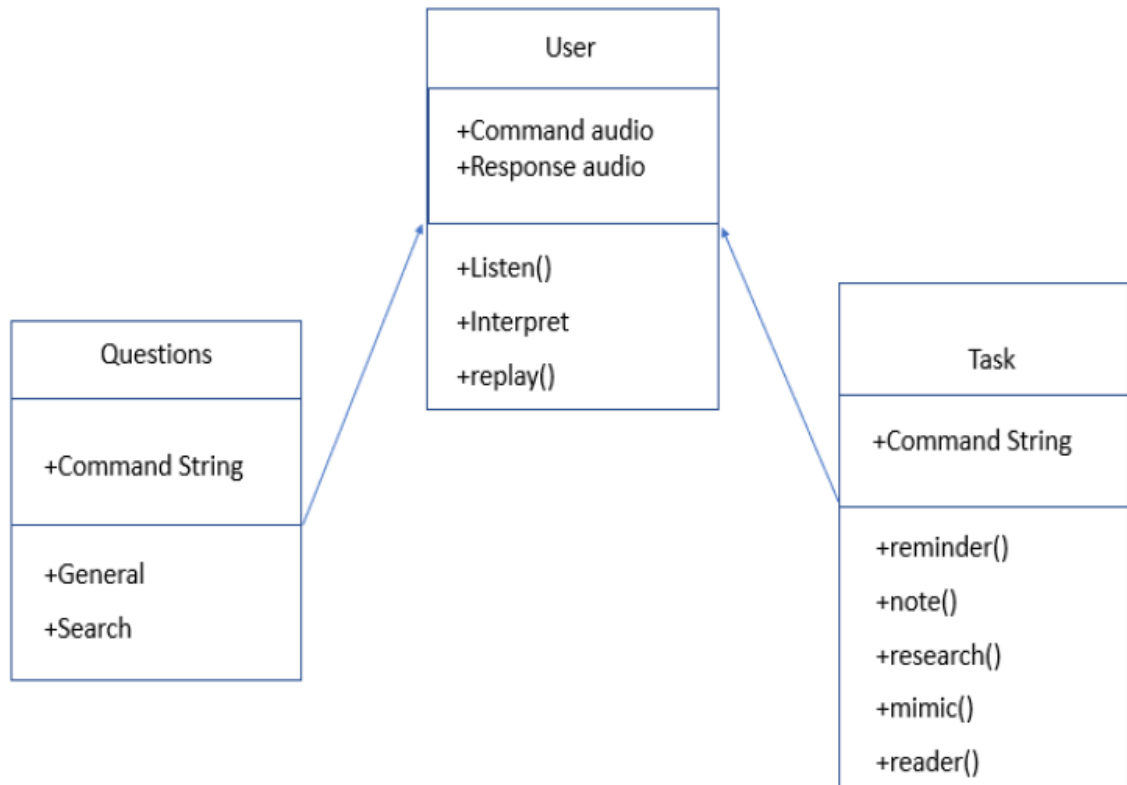 User
+Command audio
+Response audio
+Listen()
+Interpret
+replay()
Questions
+Command String
+General
+Search
Task
+Command String
+reminder()
+note()
+research()
+mimic()
+reader()